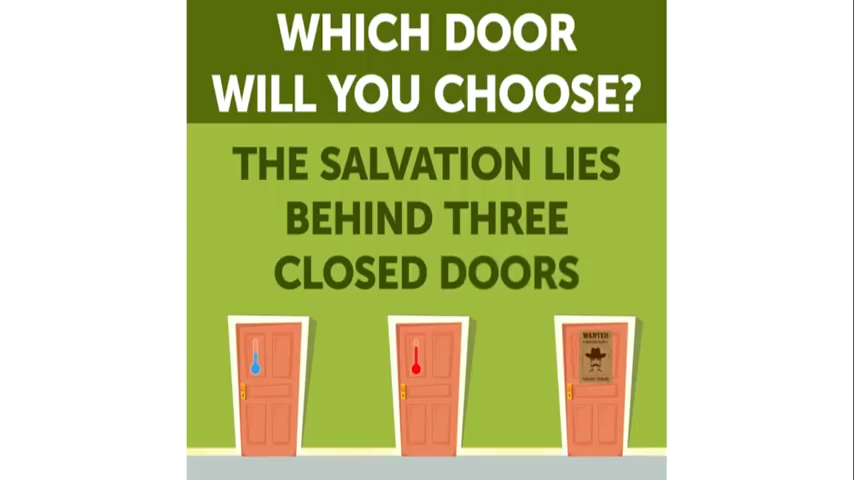 WHICH DOOR
WILL YOU CHOOSE?
THE SALVATION LIES
BEHIND THREE
CLOSED DOORS
WANTED